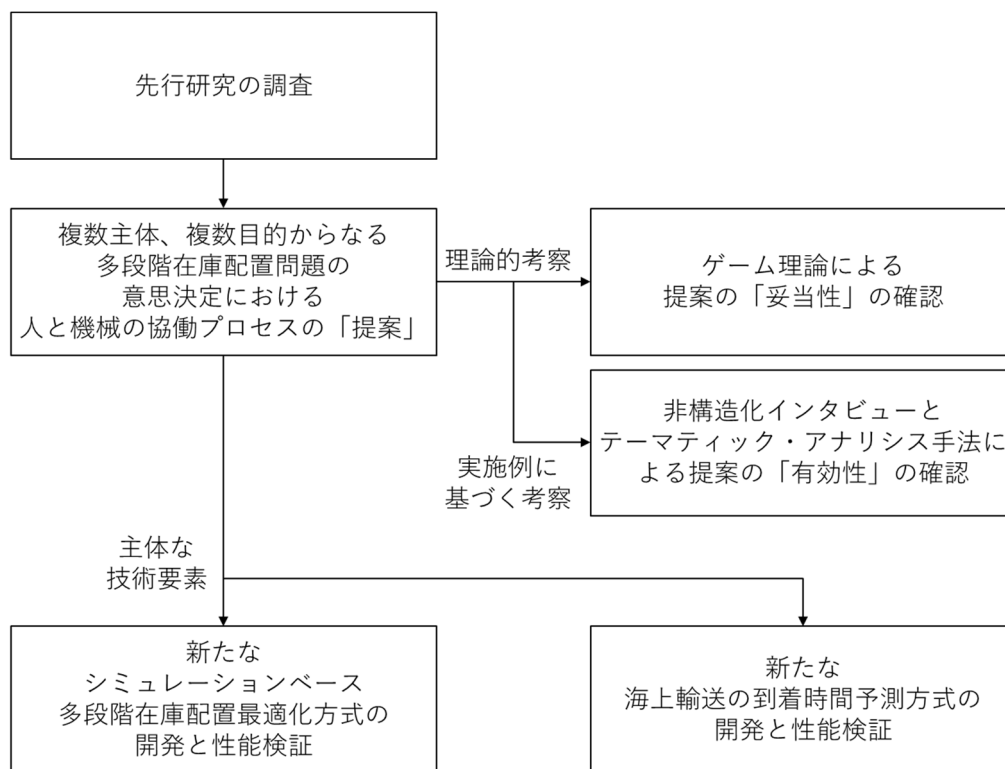 先行研究の調査
複数主体、複数目的からなる
多段階在庫配置問題の
意思決定における
人と機械の協働プロセスの「提案」
理論的考察
ゲーム理論による
提案の「妥当性」の確認
実施例に
基づく考察
非構造化インタビューと
テーマティック・アナリシス手法に
よる提案の「有効性」の確認
主体な
技術要素
新たな
シミュレーションベース
多段階在庫配置最適化方式の
開発と性能検証
新たな
海上輸送の到着時間予測方式の
開発と性能検証